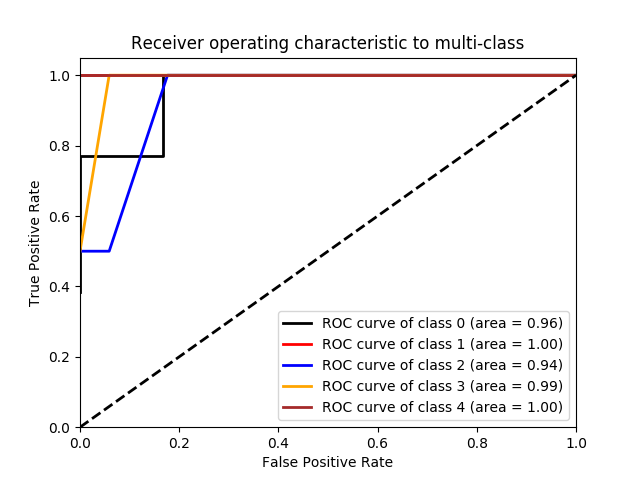 Receiver operating characteristic to multi-class
1.0
0.8
0.6
0.4
0.2
0.0
True Positive Rate
ROC curve of class 0 (area = 0.96)
ROC curve of class 1 (area = 1.00)
ROC curve of class 2 (area = 0.94)
ROC curve of class 3 (area = 0.99)
ROC curve of class 4 (area = 1.00)
0.0 0.2 0.4 0.6 0.8 1.0
False Positive Rate